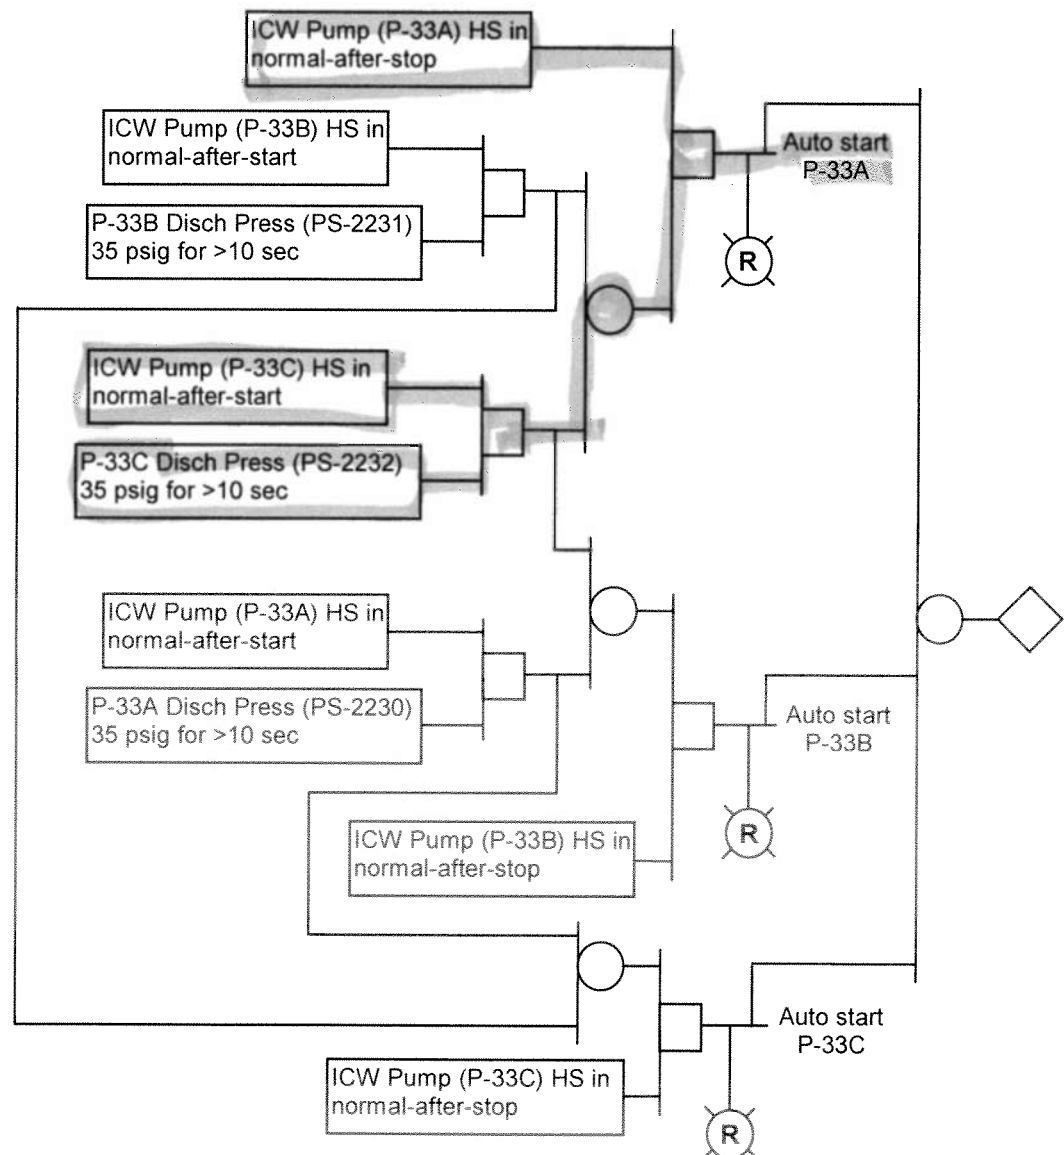 ICW Pump (P-33A) HS in
normal-after-stop
ICW Pump (P-33B) HS in
normal-after-start
Auto start
P-33A
P-33B Disch Press (PS-2231)
35 psig for >10 sec
R
ICW Pump (P-33C) HS in
normal-after-start
P-33C Disch Press (PS-2232)
35 psig for >10 sec
ICW Pump (P-33A) HS in
normal-after-start
P-33A Disch Press (PS-2230)
35 psig for >10 sec
Auto start
P-33B
R
ICW Pump (P-33B) HS in
normal-after-stop
Auto start
P-33C
ICW Pump (P-33C) HS in
normal-after-stop
R